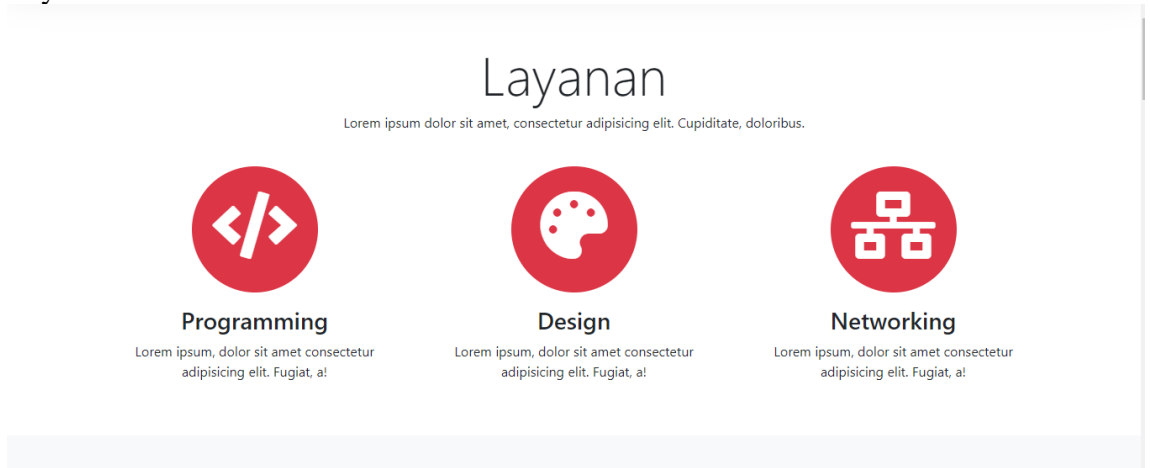 Layanan
Lorem ipsum dolor sit amet, consectetur adipisicing elit. Cupiditate, doloribus.
Programming
Lorem ipsum, dolor sit amet consectetur
adipisicing elit. Fugiat, a!
Design
Lorem ipsum, dolor sit amet consectetur
adipisicing elit. Fugiat, a!
Networking
Lorem ipsum, dolor sit amet consectetur
adipisicing elit. Fugiat, a!